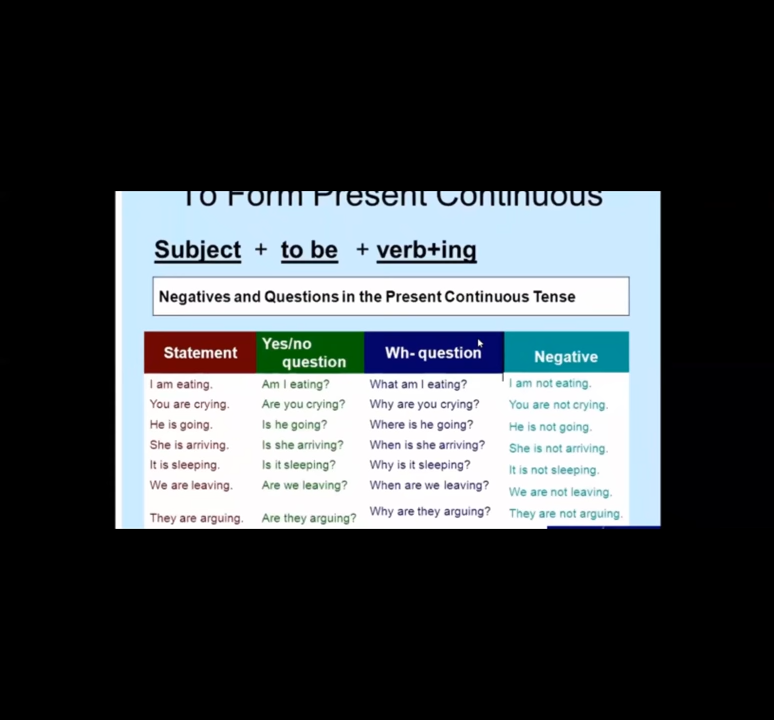 To Form Present Continuous
Subject + to be + verb+ing
Negatives and Questions in the Present Continuous Tense
Statement
Yes/no question
Wh- question
Negative
I am eating. Am I eating? What am I eating? I am not eating.
You are crying. Are you crying? Why are you crying? You are not crying.
He is going. Is he going? Where is he going? He is not going.
She is arriving. Is she arriving? When is she arriving? She is not arriving.
It is sleeping. Is it sleeping? Why is it sleeping? It is not sleeping.
We are leaving. Are we leaving? When are we leaving? We are not leaving.
They are arguing. Are they arguing? Why are they arguing? They are not arguing.